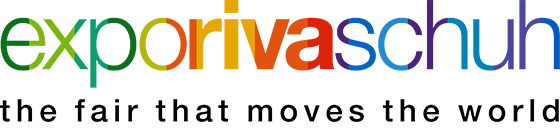 exporivaschuh
the fair that moves the world